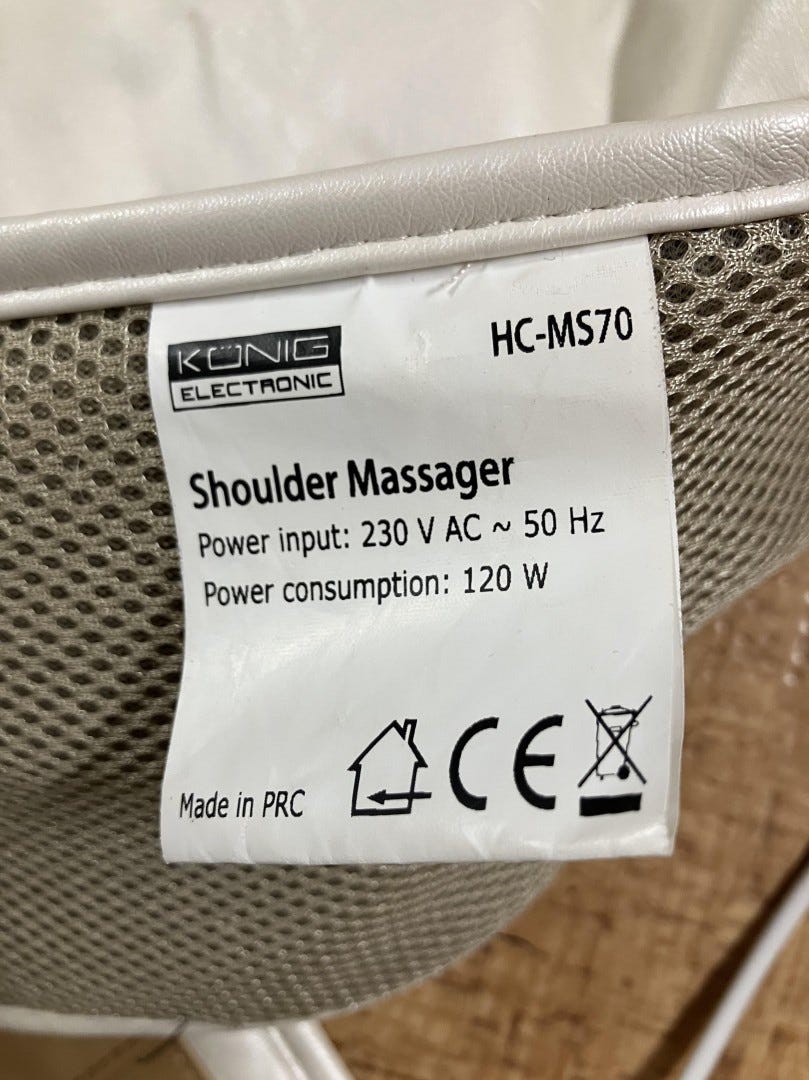 KÖNIG
ELECTRONIC
HC-MS70
Shoulder Massager
Power input: 230 V AC ~ 50 Hz
Power consumption: 120 W
Made in PRC
CE